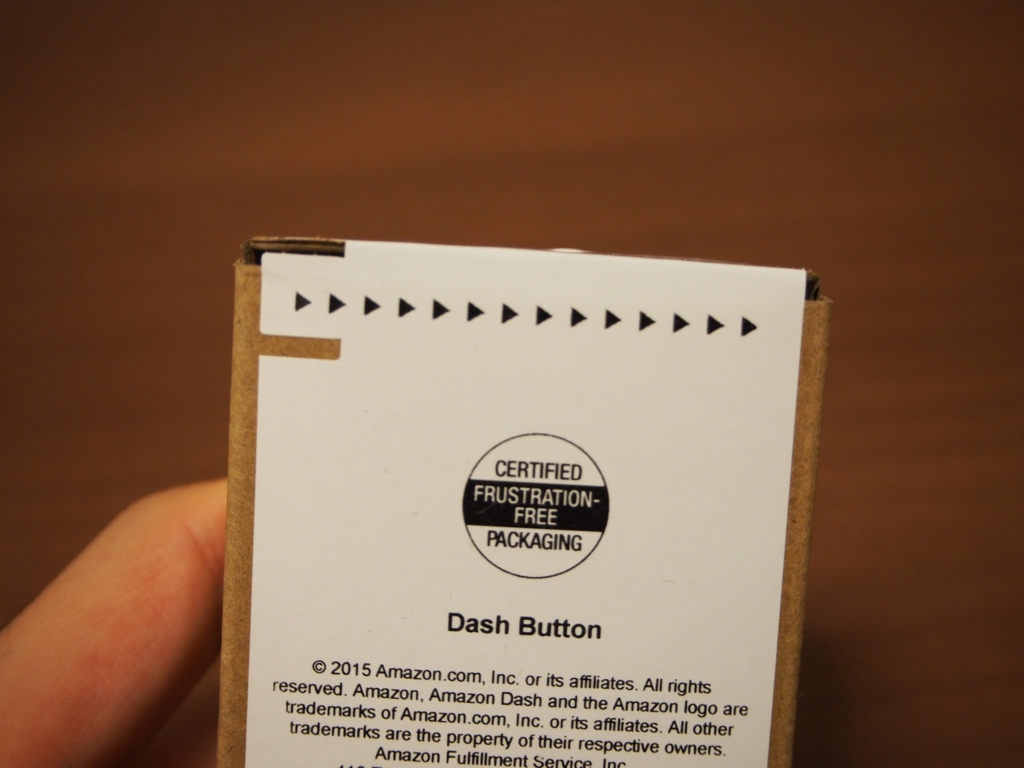 CERTIFIED
FRUSTRATION-
FREE
PACKAGING
Dash Button
© 2015 Amazon.com, Inc. or its affiliates. All rights
reserved. Amazon, Amazon Dash and the Amazon logo are
trademarks of Amazon.com, Inc. or its affiliates. All other
trademarks are the property of their respective owners.
Amazon Fulfillment Service, Inc